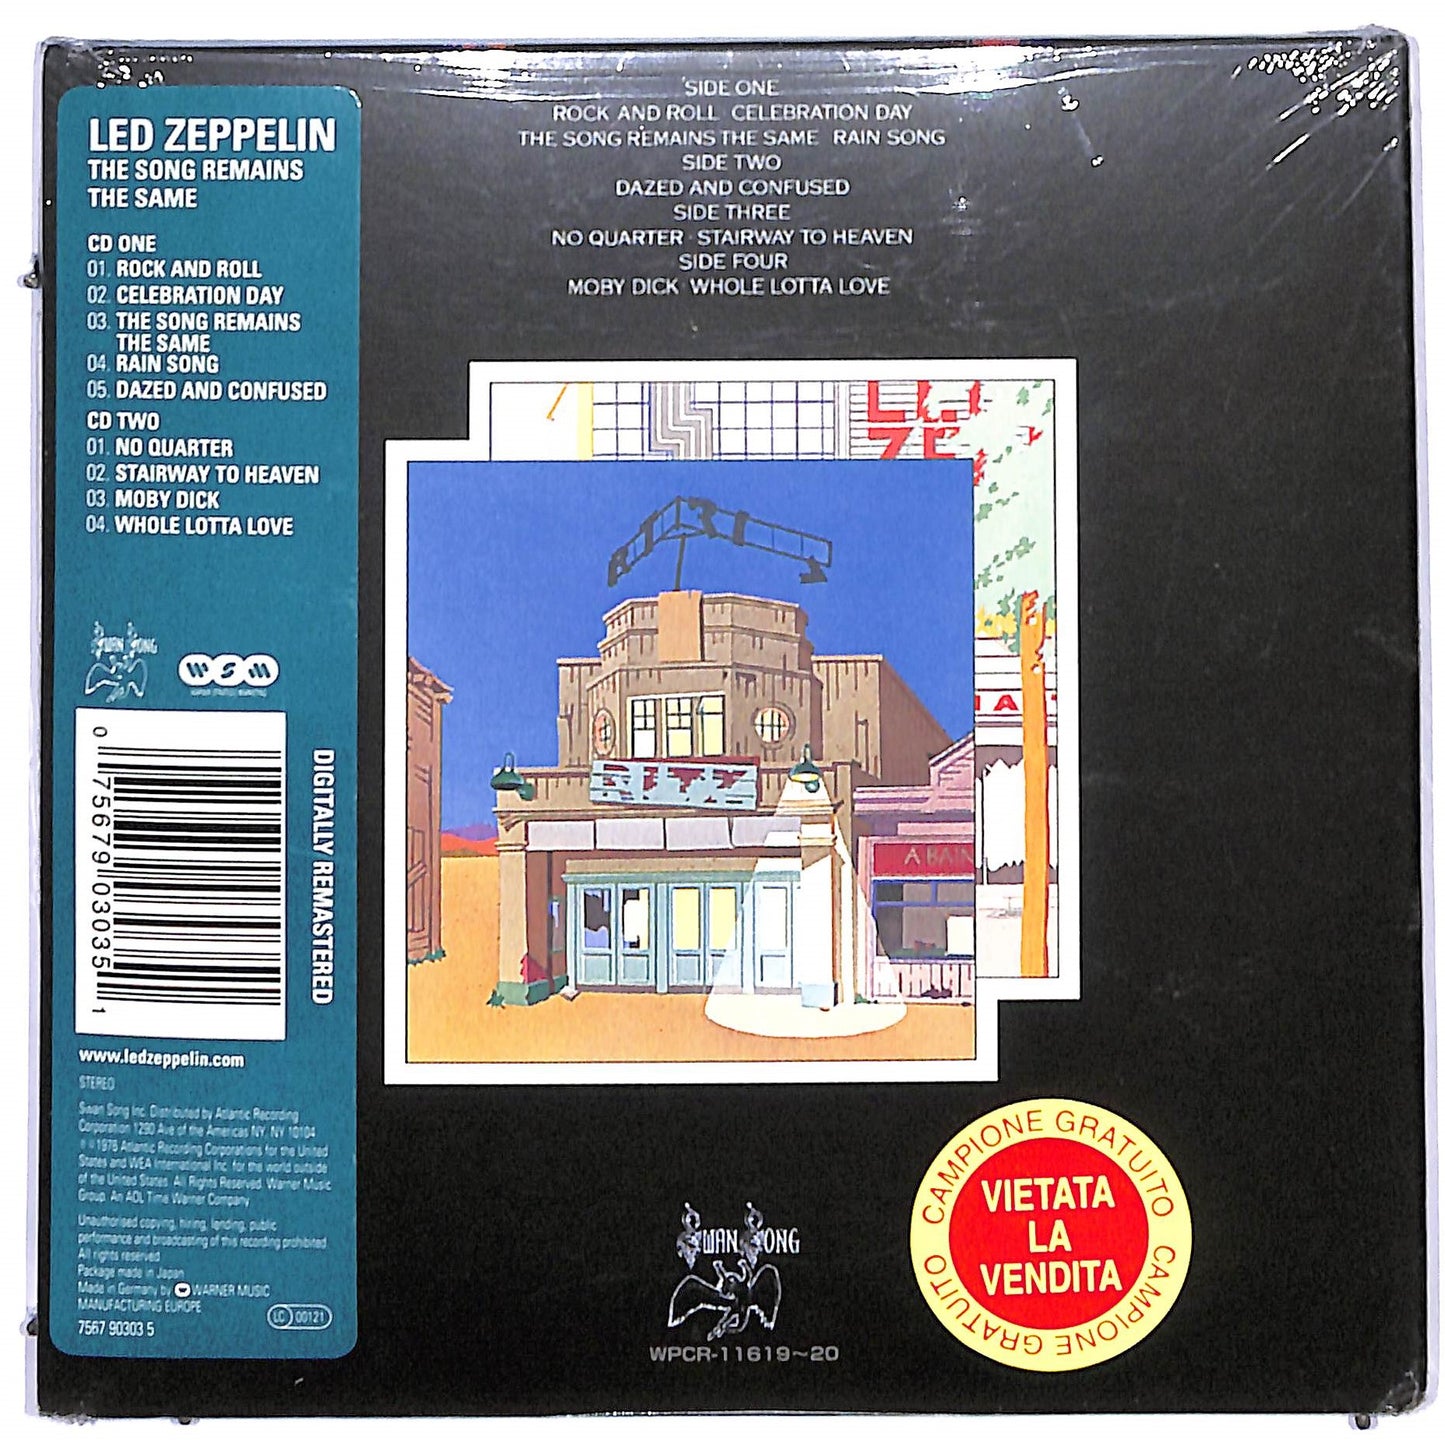 SIDE ONE
ROCK AND ROLL CELEBRATION DAY
THE SONG REMAINS THE SAME RAIN SONG
SIDE TWO
DAZED AND CONFUSED
SIDE THREE
NO QUARTER · STAIRWAY TO HEAVEN
SIDE FOUR
MOBY DICK WHOLE LOTTA LOVE
LED ZEPPELIN
THE SONG REMAINS
THE SAME
CD ONE
01. ROCK AND ROLL
02. CELEBRATION DAY
03. THE SONG REMAINS
THE SAME
04. RAIN SONG
05. DAZED AND CONFUSED
CD TWO
01. NO QUARTER
02. STAIRWAY TO HEAVEN
03. MOBY DICK
04. WHOLE LOTTA LOVE
SWAN SONG
WSM
WARNER STRATEGIC MARKETING
0 75679 03035 1
DIGITALLY REMASTERED
www.ledzeppelin.com
STEREO
Swan Song Inc. Distributed by Atlantic Recording
Corporation 1290 Ave of the Americas NY, NY 10104
℗ © 1976 Atlantic Recording Corporations for the United
States and WEA International Inc. for the world outside
of the United States. All Rights Reserved. Warner Music
Group. An AOL Time Warner Company
Unauthorised copying, hiring, lending, public
performance and broadcasting of this recording prohibited.
All rights reserved
Package made in Japan
Made in Germany by WARNER MUSIC
MANUFACTURING EUROPE
LC 00121
7567 90303 5
LED
ZE
RITZ
A BAIN
SWAN SONG
WPCR-11619~20
CAMPIONE GRATUITO CAMPIONE GRATUITO
VIETATA
LA
VENDITA